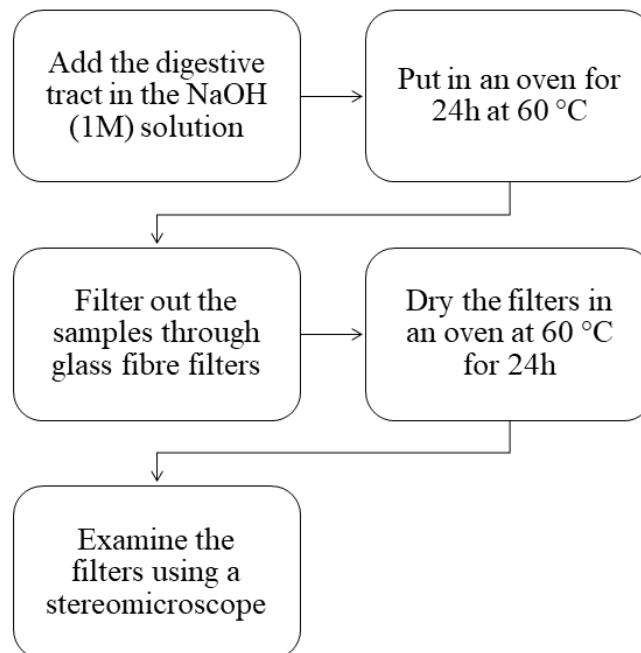 Add the digestive
tract in the NaOH
(1M) solution
Put in an oven for
24h at 60 °C
Filter out the
samples through
glass fibre filters
Dry the filters in
an oven at 60 °C
for 24h
Examine the
filters using a
stereomicroscope